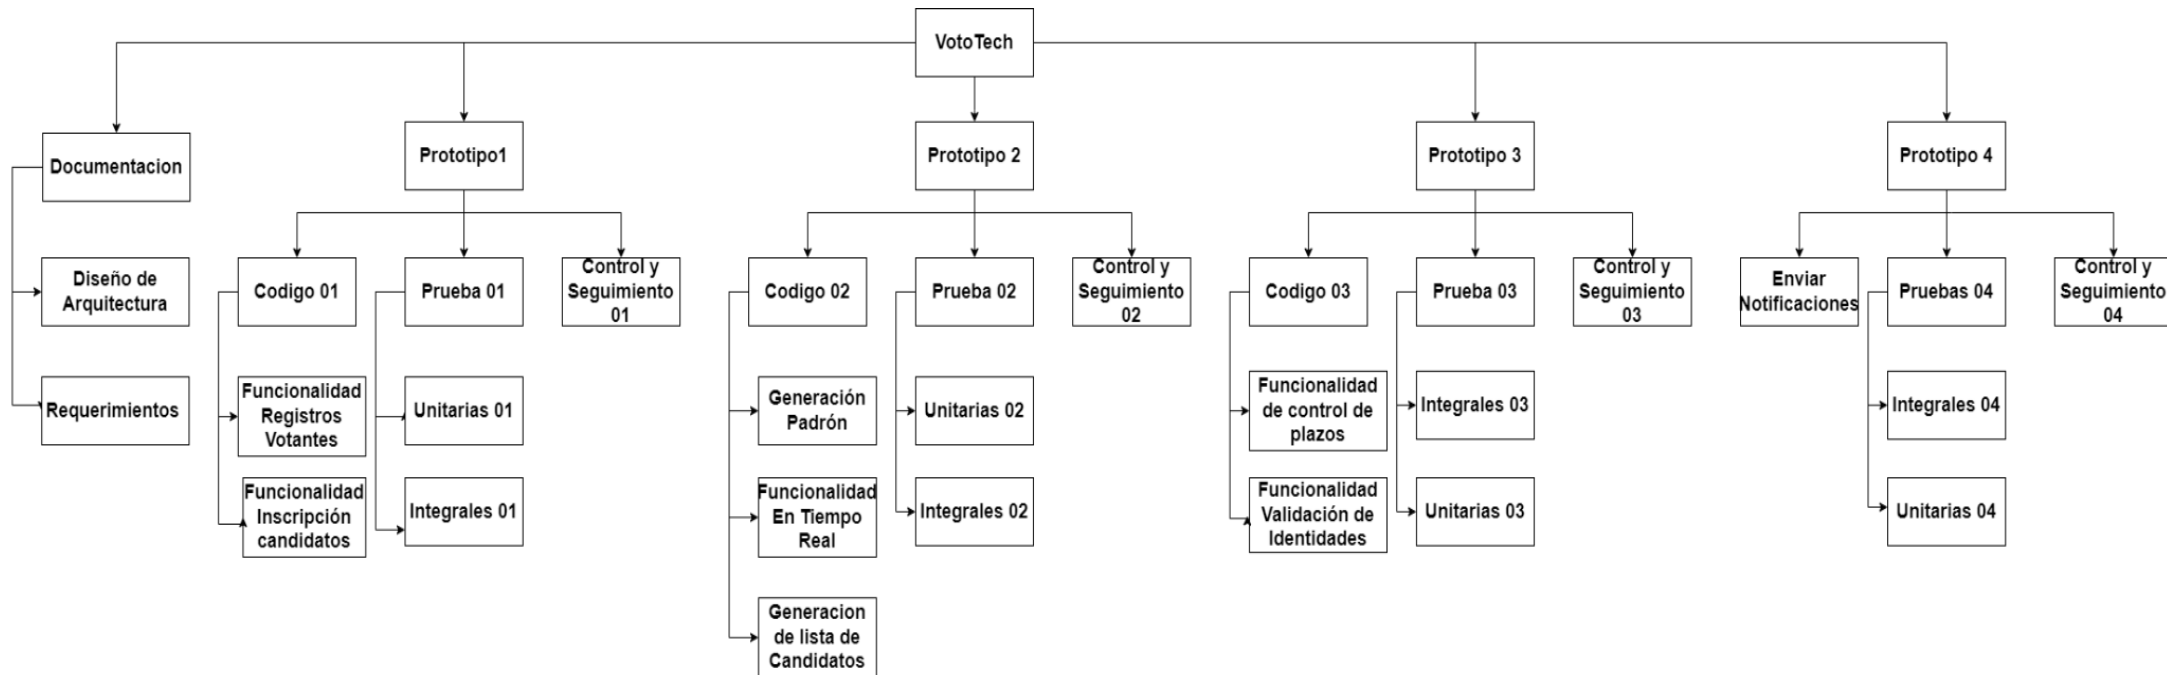 VotoTech
Documentacion
Prototipo1
Prototipo 2
Prototipo 3
Prototipo 4
Diseño de
Arquitectura
Requerimientos
Codigo 01
Funcionalidad
Registros
Votantes
Funcionalidad
Inscripción
candidatos
Prueba 01
Unitarias 01
Integrales 01
Control y
Seguimiento
01
Codigo 02
Generación
Padrón
Funcionalidad
En Tiempo
Real
Generacion
de lista de
Candidatos
Prueba 02
Unitarias 02
Integrales 02
Control y
Seguimiento
02
Codigo 03
Funcionalidad
de control de
plazos
Funcionalidad
Validación de
Identidades
Prueba 03
Integrales 03
Unitarias 03
Control y
Seguimiento
03
Enviar
Notificaciones
Pruebas 04
Integrales 04
Unitarias 04
Control y
Seguimiento
04